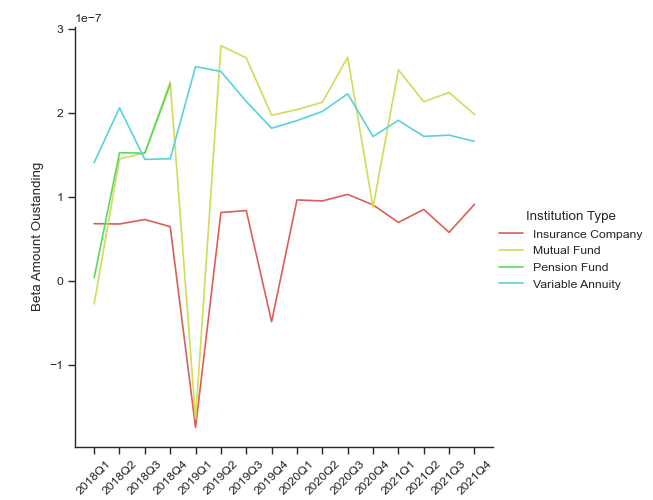 1e−7
3
2
1
0
−1
Beta Amount Oustanding
2018Q1
2018Q2
2018Q3
2018Q4
2019Q1
2019Q2
2019Q3
2019Q4
2020Q1
2020Q2
2020Q3
2020Q4
2021Q1
2021Q2
2021Q3
2021Q4
Institution Type
Insurance Company
Mutual Fund
Pension Fund
Variable Annuity